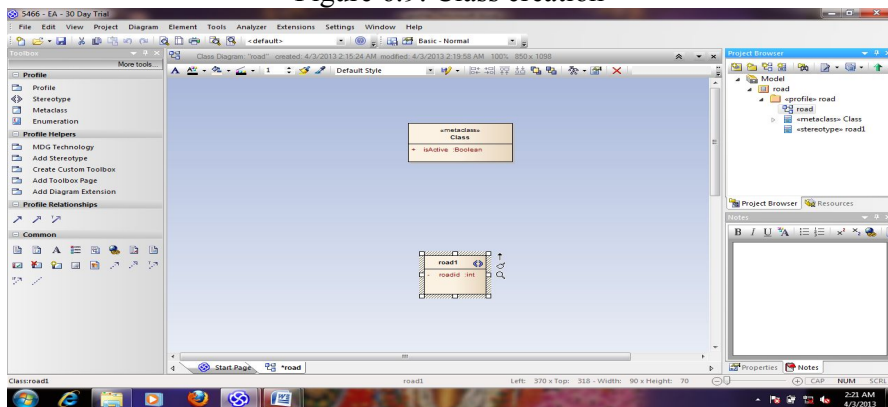 Figure 6.9: Class creation
5466 - EA - 30 Day Trial
File Edit View Project Diagram Element Tools Analyzer Extensions Settings Window Help
<default>
Basic - Normal
Toolbox
More tools...
Profile
Profile
Stereotype
Metaclass
Enumeration
Profile Helpers
MDG Technology
Add Stereotype
Create Custom Toolbox
Add Toolbox Page
Add Diagram Extension
Profile Relationships
Common
Class Diagram: "road" created: 4/3/2013 2:15:24 AM modified: 4/3/2013 2:19:58 AM 100% 850 x 1098
1 Default Style
«metaclass»
Class
+ isActive :Boolean
road1
- roadid :int
Start Page *road
Project Browser
Model
road
«profile» road
road
«metaclass» Class
«stereotype» road1
Project Browser Resources
Notes
B I U A
Properties Notes
Class:road1 road1 Left: 370 x Top: 318 - Width: 90 x Height: 70 CAP NUM SCRL
2:21 AM
4/3/2013